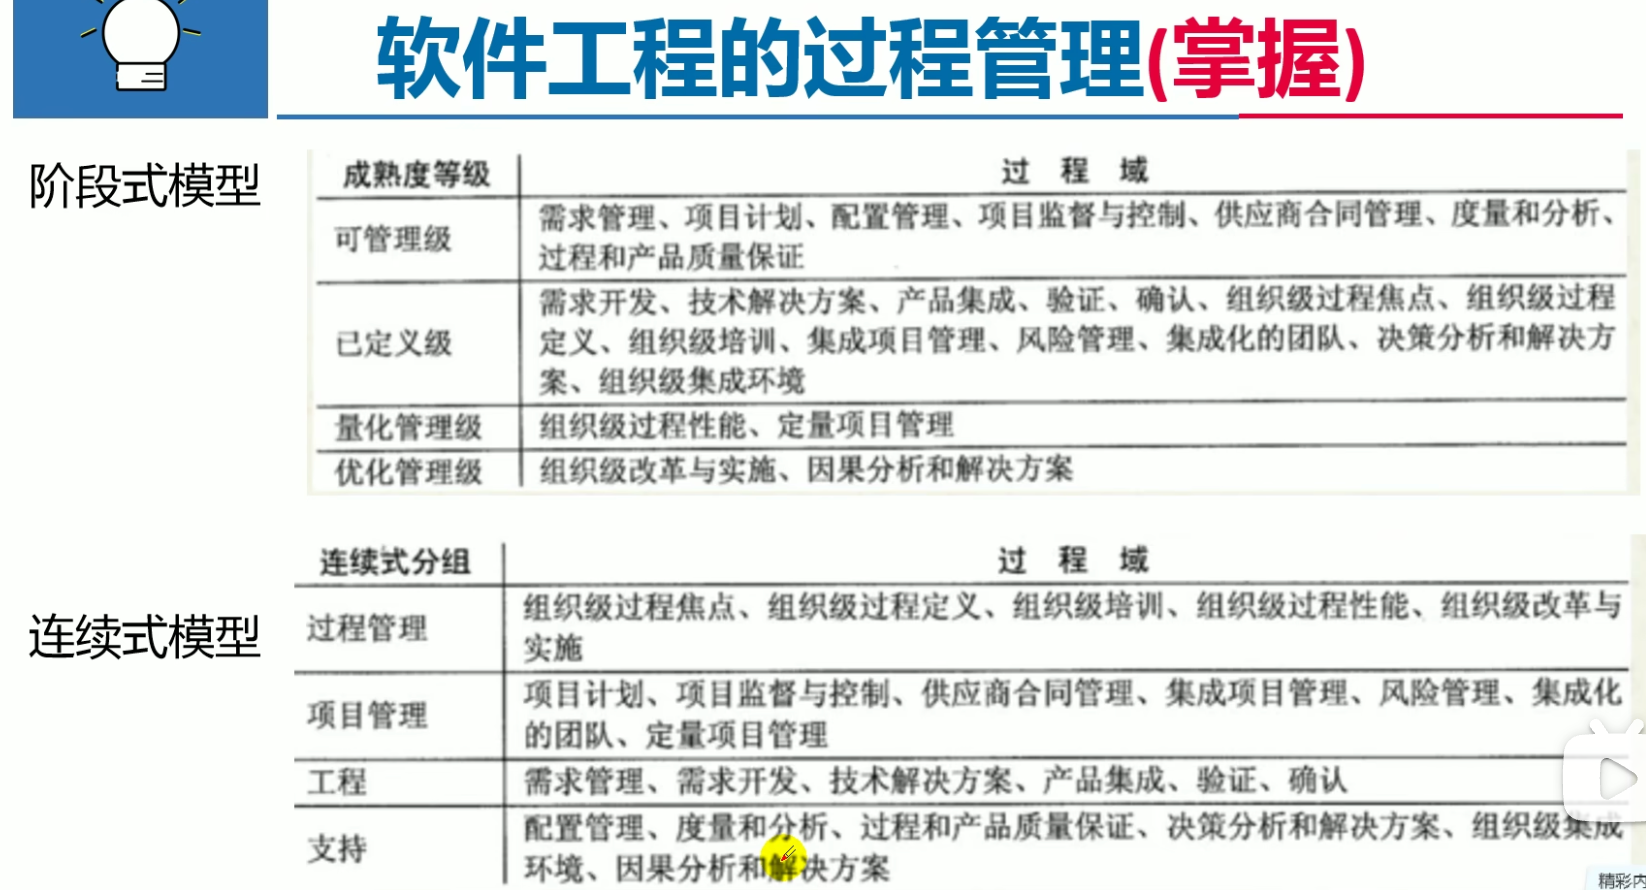 软件工程的过程管理(掌握)
阶段式模型
成熟度等级 过 程 域
可管理级
需求管理、项目计划、配置管理、项目监督与控制、供应商合同管理、度量和分析、
过程和产品质量保证
已定义级
需求开发、技术解决方案、产品集成、验证、确认、组织级过程焦点、组织级过程
定义、组织级培训、集成项目管理、风险管理、集成化的团队、决策分析和解决方
案、组织级集成环境
量化管理级 组织级过程性能、定量项目管理
优化管理级 组织级改革与实施、因果分析和解决方案
连续式模型
连续式分组 过 程 域
过程管理
组织级过程焦点、组织级过程定义、组织级培训、组织级过程性能、组织级改革与
实施
项目管理
项目计划、项目监督与控制、供应商合同管理、集成项目管理、风险管理、集成化
的团队、定量项目管理
工程 需求管理、需求开发、技术解决方案、产品集成、验证、确认
支持
配置管理、度量和分析、过程和产品质量保证、决策分析和解决方案、组织级集成
环境、因果分析和解决方案
精彩内